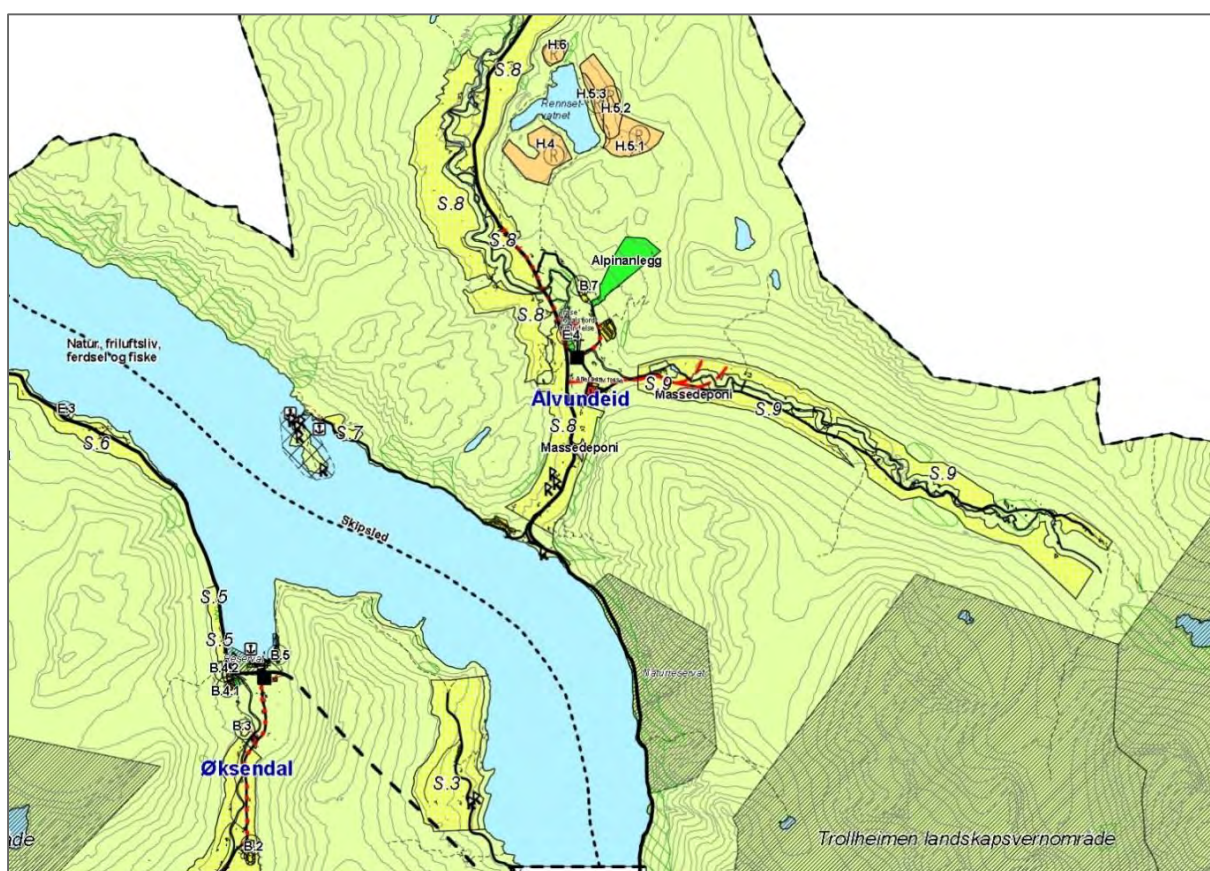 H.6
S.8
H.5.3
Rennset-
vatnet
H.5.2
H.4
H.5.1
S.8
S.8
Alpinanlegg
B.7
S.8
E.4
Natur., friluftsliv,
ferdsel og fiske
S.9
Massedeponi
Alvundeid
E.3
S.7
S.9
S.6
S.8
Massedeponi
S.9
Skipsled
S.5
S.5
Reservat
B.5
B.4.2
B.4.1
Naturreservat
B.3
Øksendal
S.3
B.2
Trollheimen landskapsvernområde